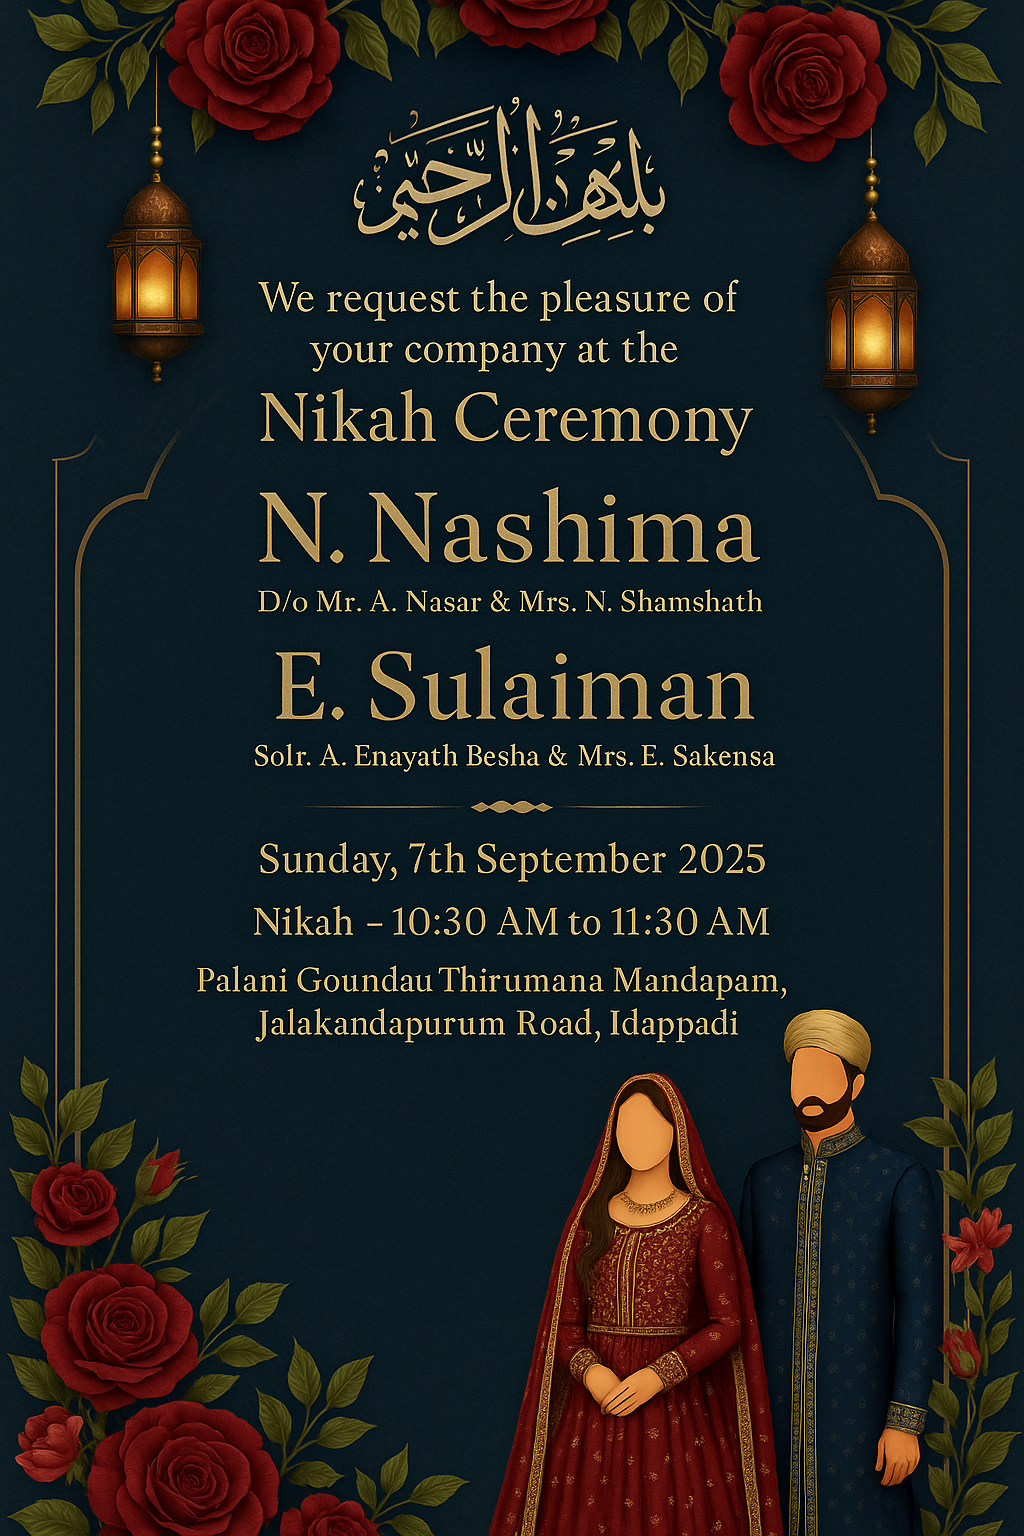 We request the pleasure of
your company at the
Nikah Ceremony
N. Nashima
D/o Mr. A. Nasar & Mrs. N. Shamshath
E. Sulaiman
Solr. A. Enayath Besha & Mrs. E. Sakensa
Sunday, 7th September 2025
Nikah – 10:30 AM to 11:30 AM
Palani Goundau Thirumana Mandapam,
Jalakandapurum Road, Idappadi